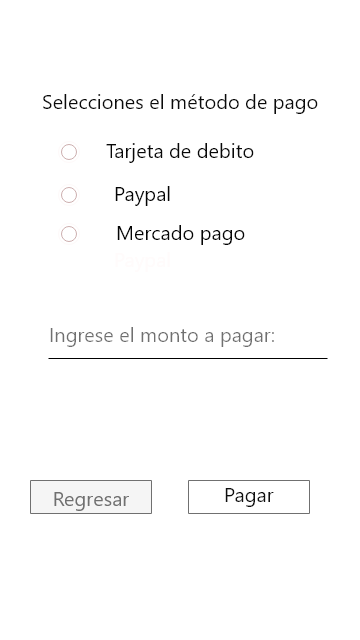 Selecciones el método de pago
Tarjeta de debito
Paypal
Mercado pago
Paypal
Ingrese el monto a pagar:
Regresar
Pagar